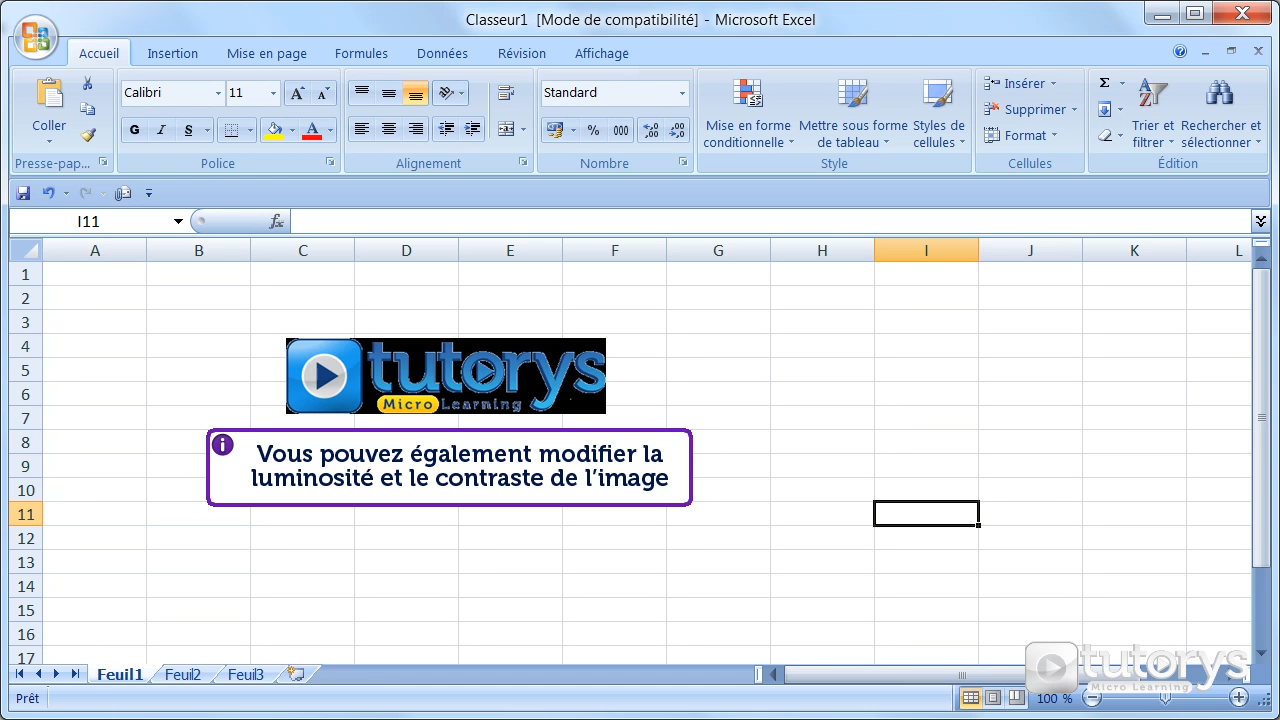 Classeur1 [Mode de compatibilité] - Microsoft Excel
Accueil Insertion Mise en page Formules Données Révision Affichage
Coller
Presse-pap...
Calibri 11
G I S A
Police
Alignement
Standard
% 000
Nombre
Mise en forme conditionnelle
Mettre sous forme de tableau
Styles de cellules
Style
Insérer
Supprimer
Format
Cellules
Σ
Trier et filtrer
Rechercher et sélectionner
Édition
I11 fx
A B C D E F G H I J K L
1
2
3
4
5
6
7
8
9
10
11
12
13
14
15
16
17
tutorys
Micro Learning
Vous pouvez également modifier la
luminosité et le contraste de l'image
Feuil1 Feuil2 Feuil3
Prêt
100 %
tutorys
Micro Learning